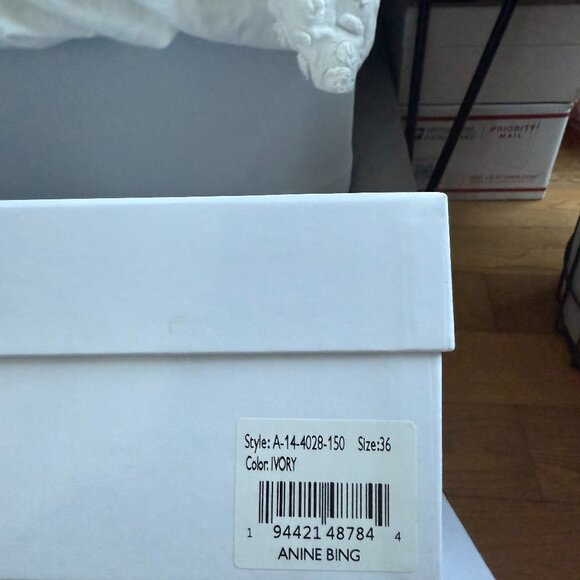 PRIORITY
MAIL
Style: A-14-4028-150 Size:36
Color: IVORY
1 94421 48784 4
ANINE BING